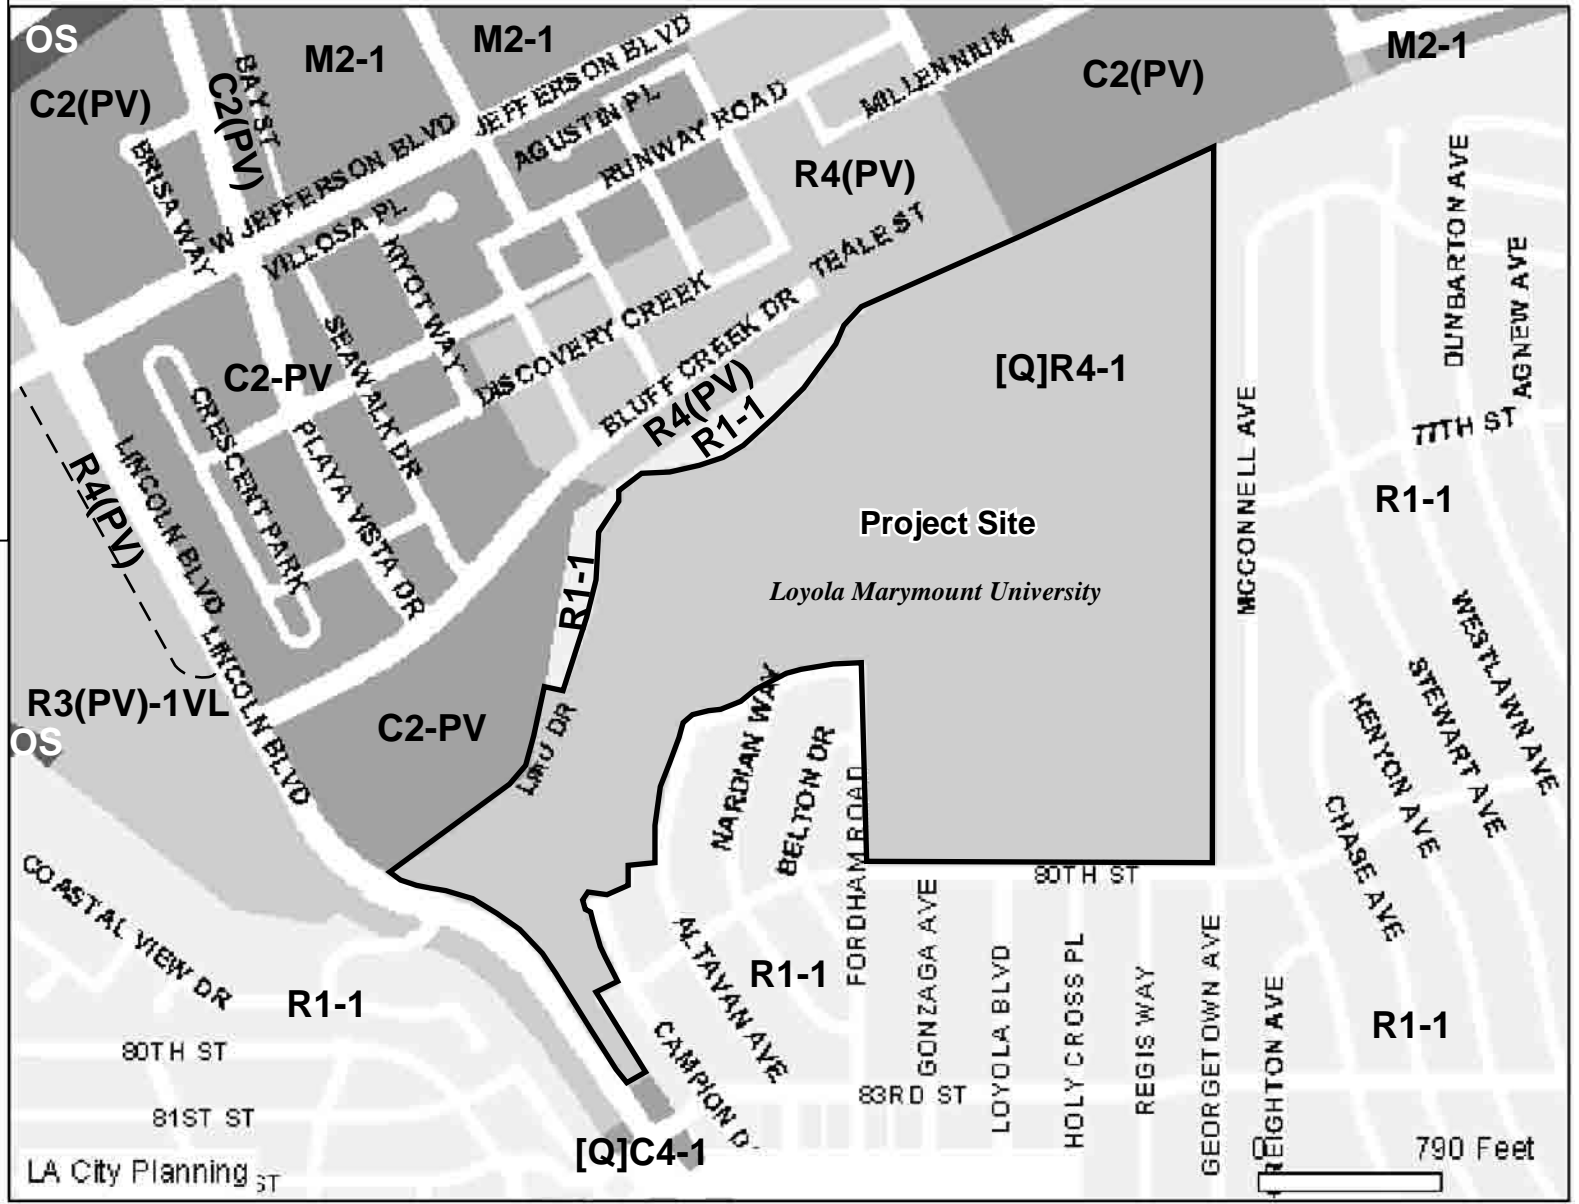 OS
M2-1
M2-1
M2-1
C2(PV)
C2(PV)
C2(PV)
BAY ST
W JEFFERSON BLVD
JEFFERSON BLVD
AGUSTIN PL
RUNWAY ROAD
MILLENNIUM
BRISA WAY
VILLOSA PL
KIYOT WAY
R4(PV)
TEALE ST
DUNBARTON AVE
AGNEW AVE
SEAWALK DR
DISCOVERY CREEK
BLUFF CREEK DR
C2-PV
R4(PV)
R1-1
[Q]R4-1
CRESCENT PARK
PLAYA VISTA DR
R4(PV)
LINCOLN BLVD
MCCONNELL AVE
77TH ST
R1-1
Project Site
Loyola Marymount University
R1-1
LINCOLN BLVD
R3(PV)-1VL
OS
C2-PV
LMU DR
NARDIAN WAY
BELTON DR
FORDHAM ROAD
WESTLAWN AVE
STEWART AVE
KENYON AVE
CHASE AVE
COASTAL VIEW DR
80TH ST
GONZAGA AVE
LOYOLA BLVD
HOLY CROSS PL
REGIS WAY
GEORGETOWN AVE
ALTAVAN AVE
R1-1
R1-1
R1-1
CAMPION D
83RD ST
80TH ST
81ST ST
[Q]C4-1
REIGHTON AVE
0
790 Feet
LA City Planning
ST